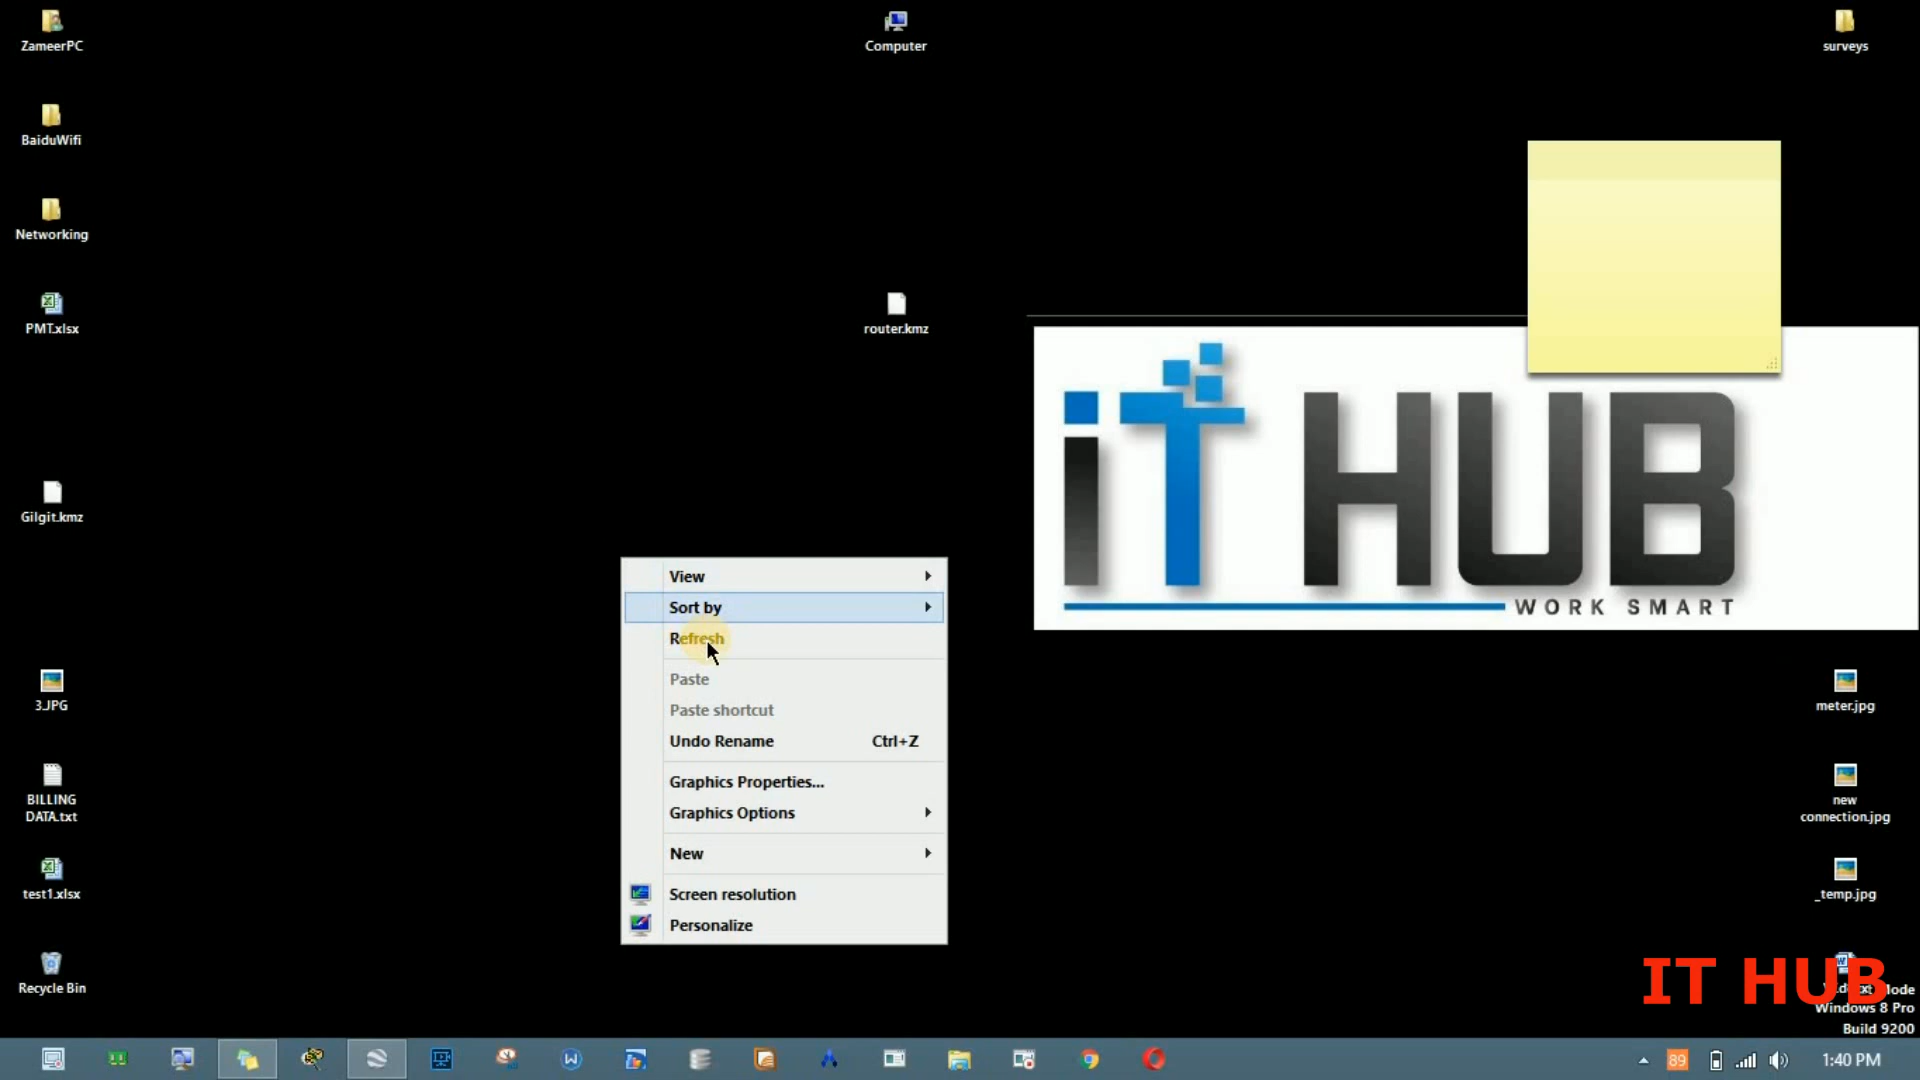 ZameerPC
Computer
surveys
BaiduWifi
Networking
PMT.xlsx
router.kmz
iT HUB
WORK SMART
Gilgit.kmz
View
Sort by
Refresh
Paste
Paste shortcut
Undo Rename Ctrl+Z
Graphics Properties...
Graphics Options
New
Screen resolution
Personalize
3.JPG
BILLING
DATA.txt
test1.xlsx
Recycle Bin
meter.jpg
new
connection.jpg
_temp.jpg
IT HUB
Mode
Windows 8 Pro
Build 9200
89
1:40 PM